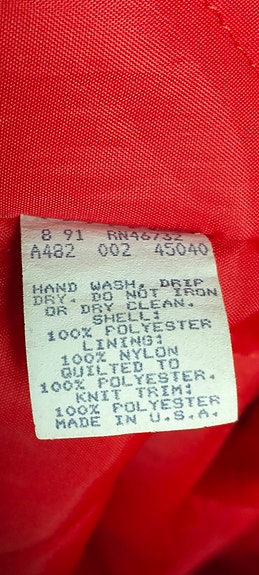 8 91 RN46732
A482 002 45040
HAND WASH, DRIP
DRY. DO NOT IRON
OR DRY CLEAN.
SHELL:
100% POLYESTER
LINING:
100% NYLON
QUILTED TO
100% POLYESTER.
KNIT TRIM:
100% POLYESTER
MADE IN U.S.A.